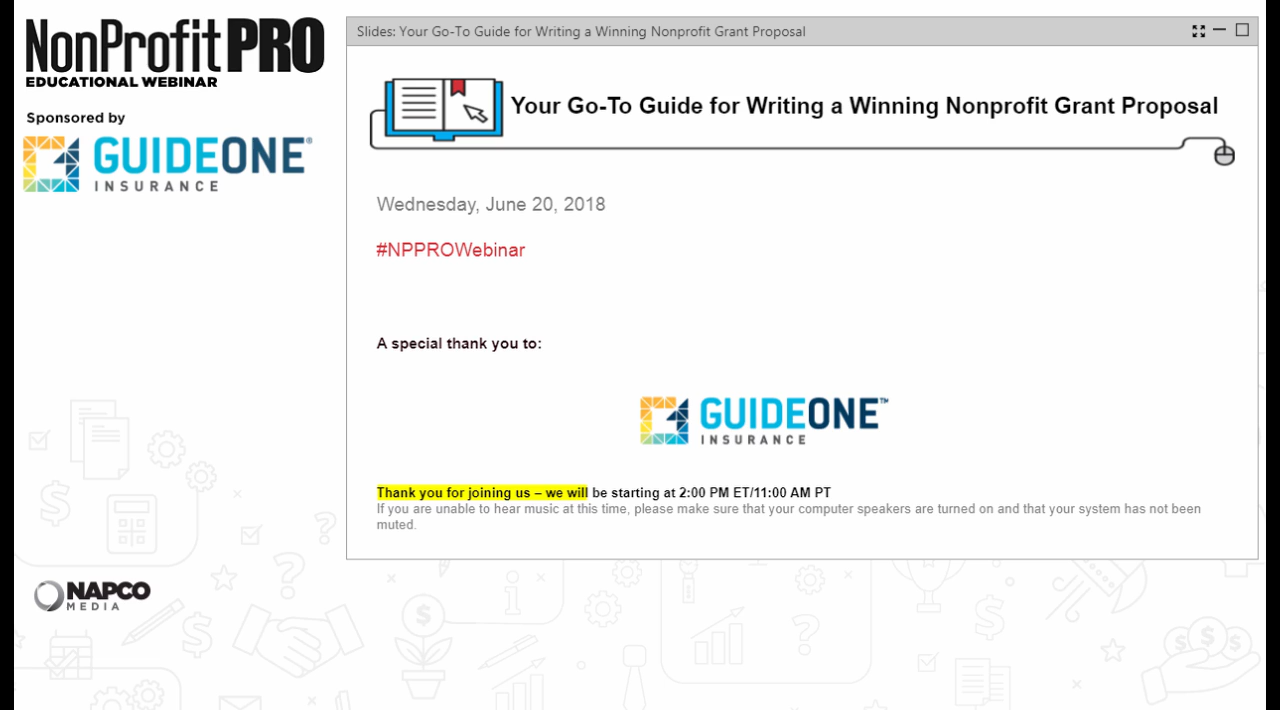 NonProfit PRO
EDUCATIONAL WEBINAR
Sponsored by
GUIDEONE®
INSURANCE
Slides: Your Go-To Guide for Writing a Winning Nonprofit Grant Proposal
Your Go-To Guide for Writing a Winning Nonprofit Grant Proposal
Wednesday, June 20, 2018
#NPPROWebinar
A special thank you to:
GUIDEONE™
INSURANCE
Thank you for joining us – we will be starting at 2:00 PM ET/11:00 AM PT
If you are unable to hear music at this time, please make sure that your computer speakers are turned on and that your system has not been
muted.
NAPCO
MEDIA